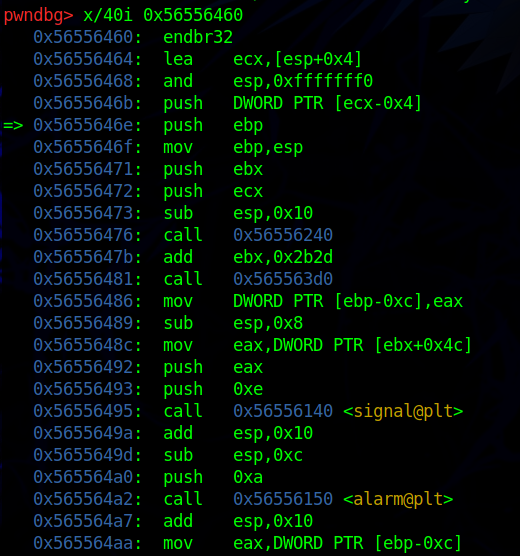 pwndbg> x/40i 0x56556460
0x56556460: endbr32
0x56556464: lea ecx,[esp+0x4]
0x56556468: and esp,0xfffffff0
0x5655646b: push DWORD PTR [ecx-0x4]
=> 0x5655646e: push ebp
0x5655646f: mov ebp,esp
0x56556471: push ebx
0x56556472: push ecx
0x56556473: sub esp,0x10
0x56556476: call 0x56556240
0x5655647b: add ebx,0x2b2d
0x56556481: call 0x565563d0
0x56556486: mov DWORD PTR [ebp-0xc],eax
0x56556489: sub esp,0x8
0x5655648c: mov eax,DWORD PTR [ebx+0x4c]
0x56556492: push eax
0x56556493: push 0xe
0x56556495: call 0x56556140 <signal@plt>
0x5655649a: add esp,0x10
0x5655649d: sub esp,0xc
0x565564a0: push 0xa
0x565564a2: call 0x56556150 <alarm@plt>
0x565564a7: add esp,0x10
0x565564aa: mov eax,DWORD PTR [ebp-0xc]